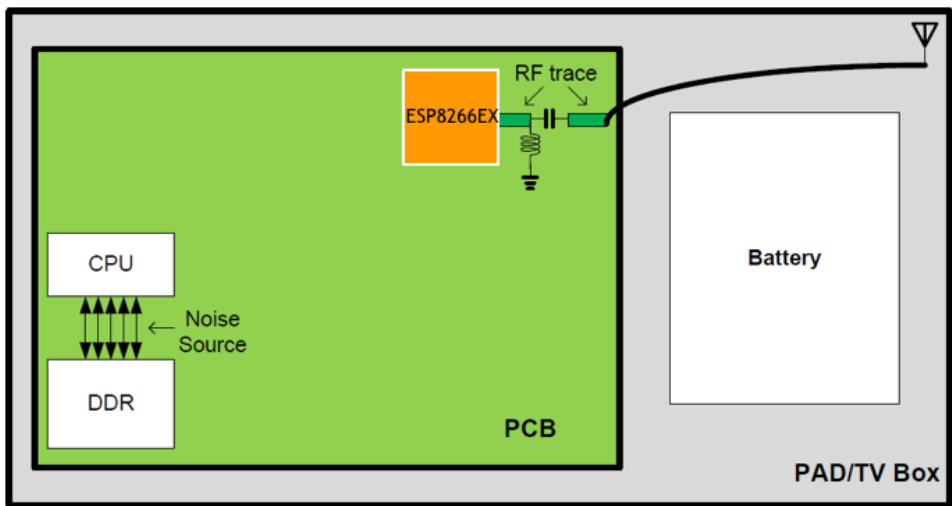 RF trace
ESP8266EX
CPU
Noise
Source
DDR
Battery
PCB
PAD/TV Box